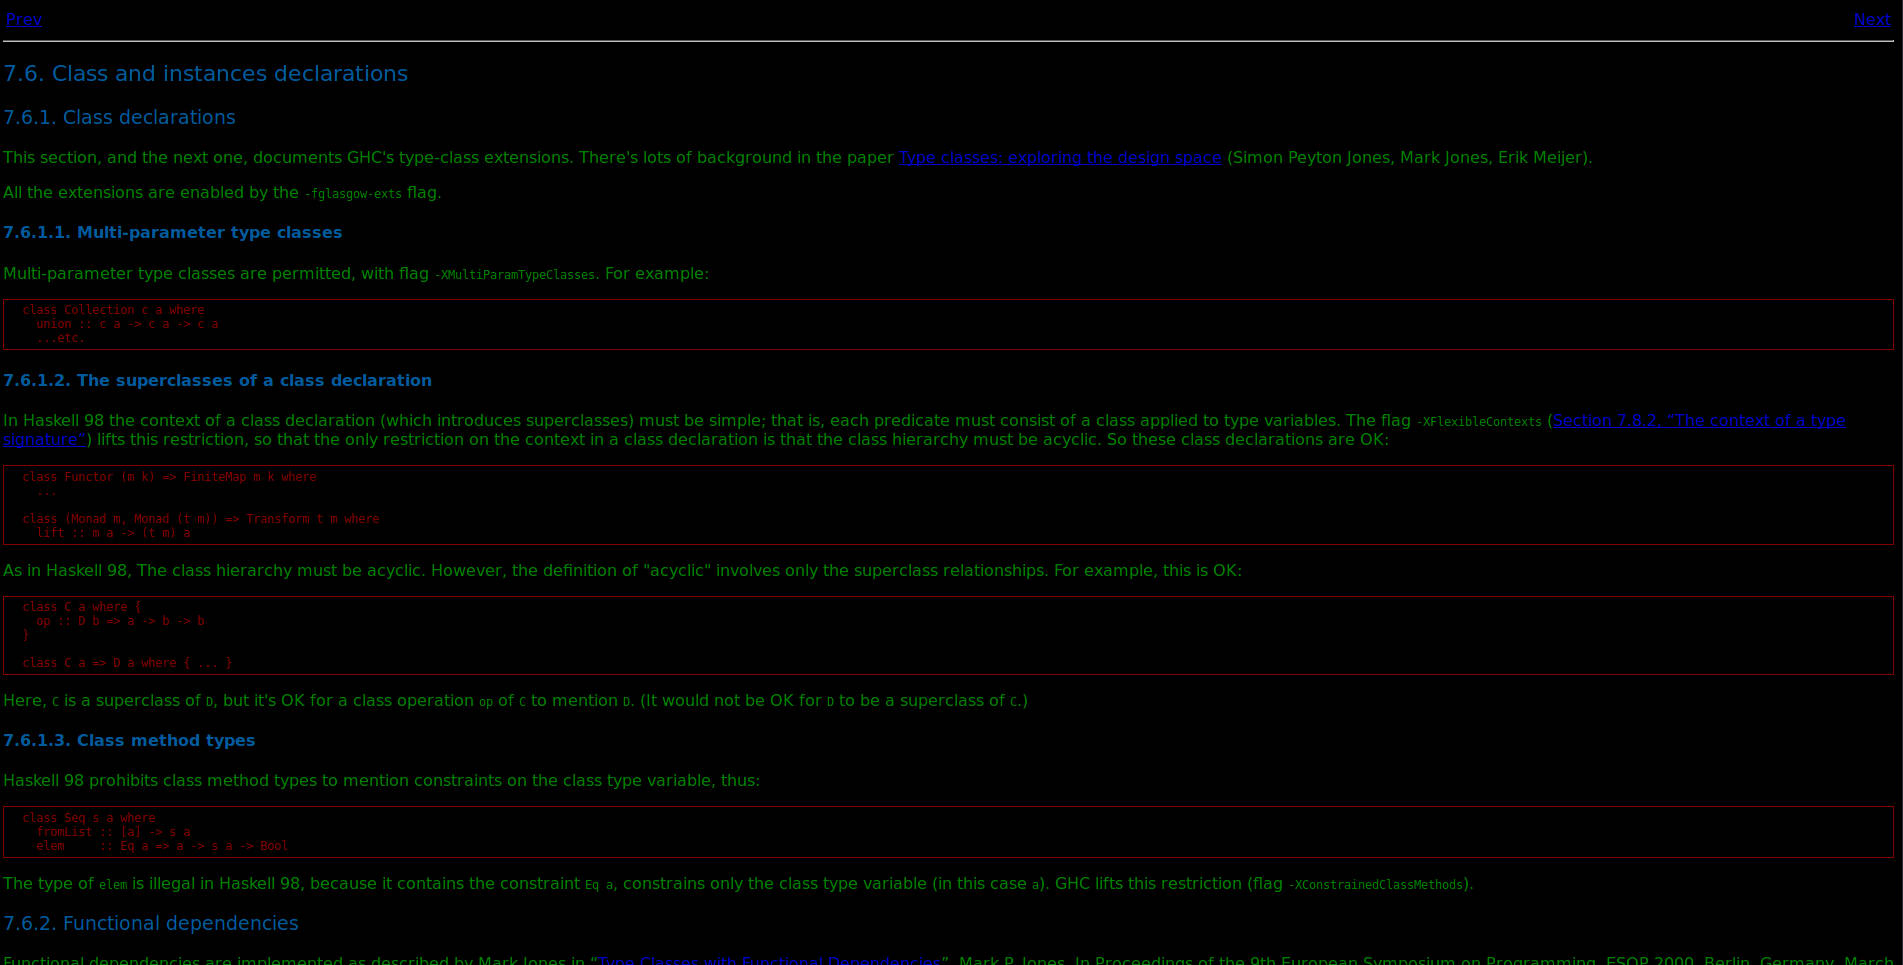 Prev Next
7.6. Class and instances declarations
7.6.1. Class declarations
This section, and the next one, documents GHC's type-class extensions. There's lots of background in the paper Type classes: exploring the design space (Simon Peyton Jones, Mark Jones, Erik Meijer).
All the extensions are enabled by the -fglasgow-exts flag.
7.6.1.1. Multi-parameter type classes
Multi-parameter type classes are permitted, with flag -XMultiParamTypeClasses. For example:
class Collection c a where
union :: c a -> c a -> c a
...etc.
7.6.1.2. The superclasses of a class declaration
In Haskell 98 the context of a class declaration (which introduces superclasses) must be simple; that is, each predicate must consist of a class applied to type variables. The flag -XFlexibleContexts (Section 7.8.2, “The context of a type
signature”) lifts this restriction, so that the only restriction on the context in a class declaration is that the class hierarchy must be acyclic. So these class declarations are OK:
class Functor (m k) => FiniteMap m k where
...
class (Monad m, Monad (t m)) => Transform t m where
lift :: m a -> (t m) a
As in Haskell 98, The class hierarchy must be acyclic. However, the definition of "acyclic" involves only the superclass relationships. For example, this is OK:
class C a where {
op :: D b => a -> b -> b
}
class C a => D a where { ... }
Here, C is a superclass of D, but it's OK for a class operation op of C to mention D. (It would not be OK for D to be a superclass of C.)
7.6.1.3. Class method types
Haskell 98 prohibits class method types to mention constraints on the class type variable, thus:
class Seq s a where
fromList :: [a] -> s a
elem     :: Eq a => a -> s a -> Bool
The type of elem is illegal in Haskell 98, because it contains the constraint Eq a, constrains only the class type variable (in this case a). GHC lifts this restriction (flag -XConstrainedClassMethods).
7.6.2. Functional dependencies
Functional dependencies are implemented as described by Mark Jones in “Type Classes with Functional Dependencies”, Mark P. Jones, In Proceedings of the 9th European Symposium on Programming, ESOP 2000, Berlin, Germany, March